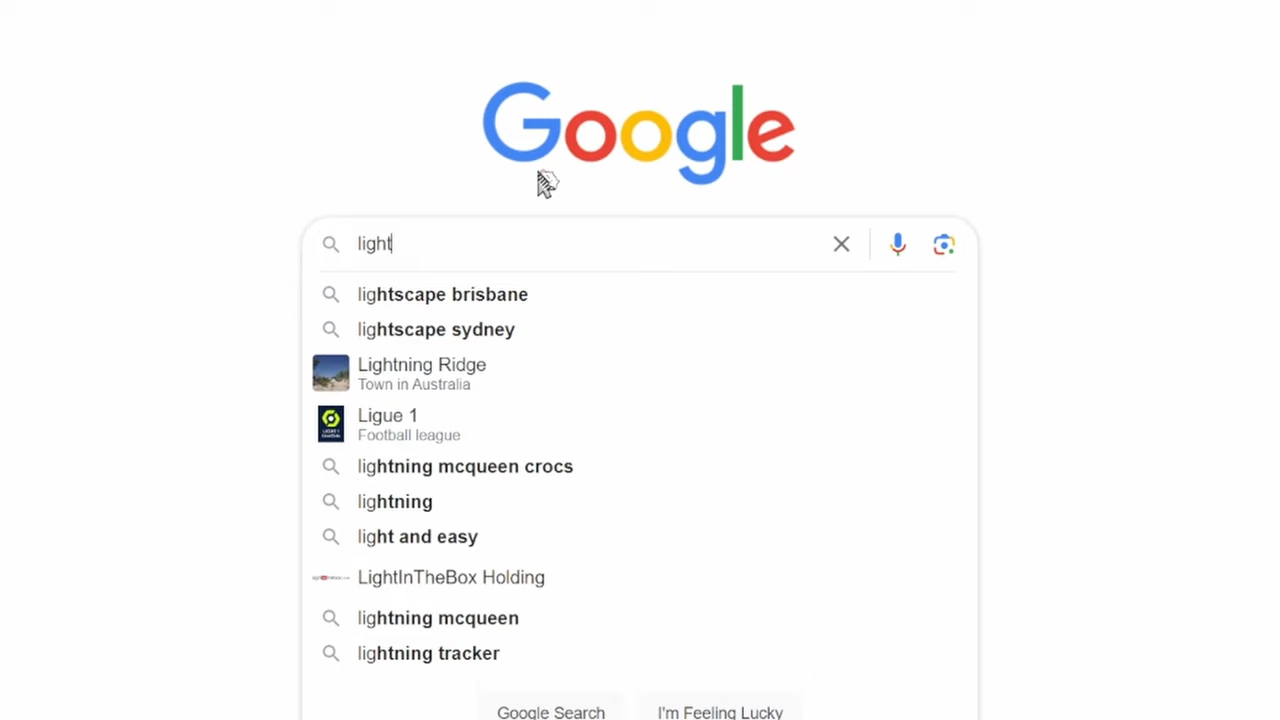 Google
light
lightscape brisbane
lightscape sydney
Lightning Ridge
Town in Australia
Ligue 1
Football league
lightning mcqueen crocs
lightning
light and easy
LightInTheBox Holding
lightning mcqueen
lightning tracker
Google Search
I'm Feeling Lucky